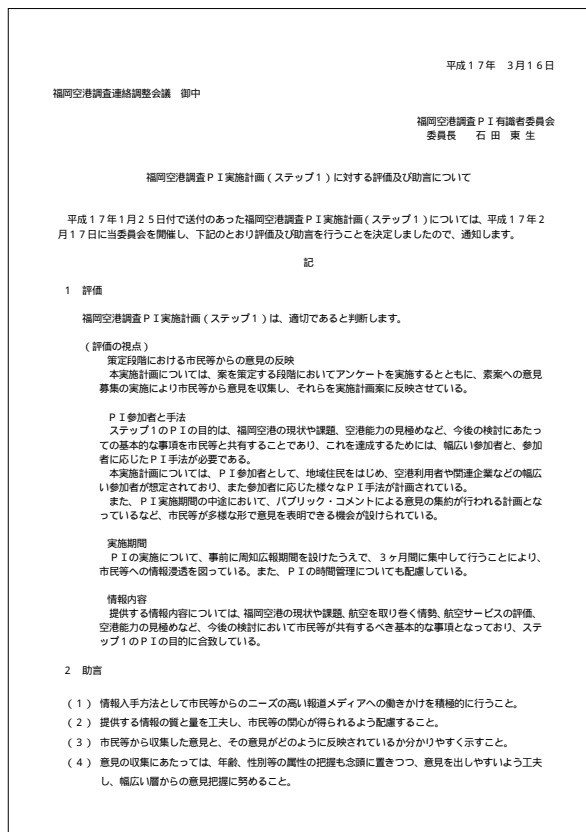 平成１７年　３月１６日
福岡空港調査連絡調整会議　御中
福岡空港調査ＰＩ有識者委員会
委員長　石田　東生
福岡空港調査ＰＩ実施計画（ステップ１）に対する評価及び助言について
平成１７年１月２５日付で送付のあった福岡空港調査ＰＩ実施計画（ステップ１）については、平成１７年２
月１７日に当委員会を開催し、下記のとおり評価及び助言を行うことを決定しましたので、通知します。
記
１　評価
福岡空港調査ＰＩ実施計画（ステップ１）は、適切であると判断します。
（評価の視点）
策定段階における市民等からの意見の反映
本実施計画については、案を策定する段階においてアンケートを実施するとともに、素案への意見
募集の実施により市民等から意見を収集し、それらを実施計画案に反映させている。
ＰＩ参加者と手法
ステップ１のＰＩの目的は、福岡空港の現状や課題、空港能力の見極めなど、今後の検討にあたっ
ての基本的な事項を市民等と共有することであり、これを達成するためには、幅広い参加者と、参加
者に応じたＰＩ手法が必要である。
本実施計画については、ＰＩ参加者として、地域住民をはじめ、空港利用者や関連企業などの幅広
い参加者が想定されており、また参加者に応じた様々なＰＩ手法が計画されている。
また、ＰＩ実施期間の中途において、パブリック・コメントによる意見の集約が行われる計画とな
っているなど、市民等が多様な形で意見を表明できる機会が設けられている。
実施期間
ＰＩの実施について、事前に周知広報期間を設けたうえで、３ヶ月間に集中して行うことにより、
市民等への情報浸透を図っている。また、ＰＩの時間管理についても配慮している。
情報内容
提供する情報内容については、福岡空港の現状や課題、航空を取り巻く情勢、航空サービスの評価、
空港能力の見極めなど、今後の検討において市民等が共有するべき基本的な事項となっており、ステ
ップ１のＰＩの目的に合致している。
２　助言
（１）情報入手方法として市民等からのニーズの高い報道メディアへの働きかけを積極的に行うこと。
（２）提供する情報の質と量を工夫し、市民等の関心が得られるよう配慮すること。
（３）市民等から収集した意見と、その意見がどのように反映されているか分かりやすく示すこと。
（４）意見の収集にあたっては、年齢、性別等の属性の把握も念頭に置きつつ、意見を出しやすいよう工夫
し、幅広い層からの意見把握に努めること。